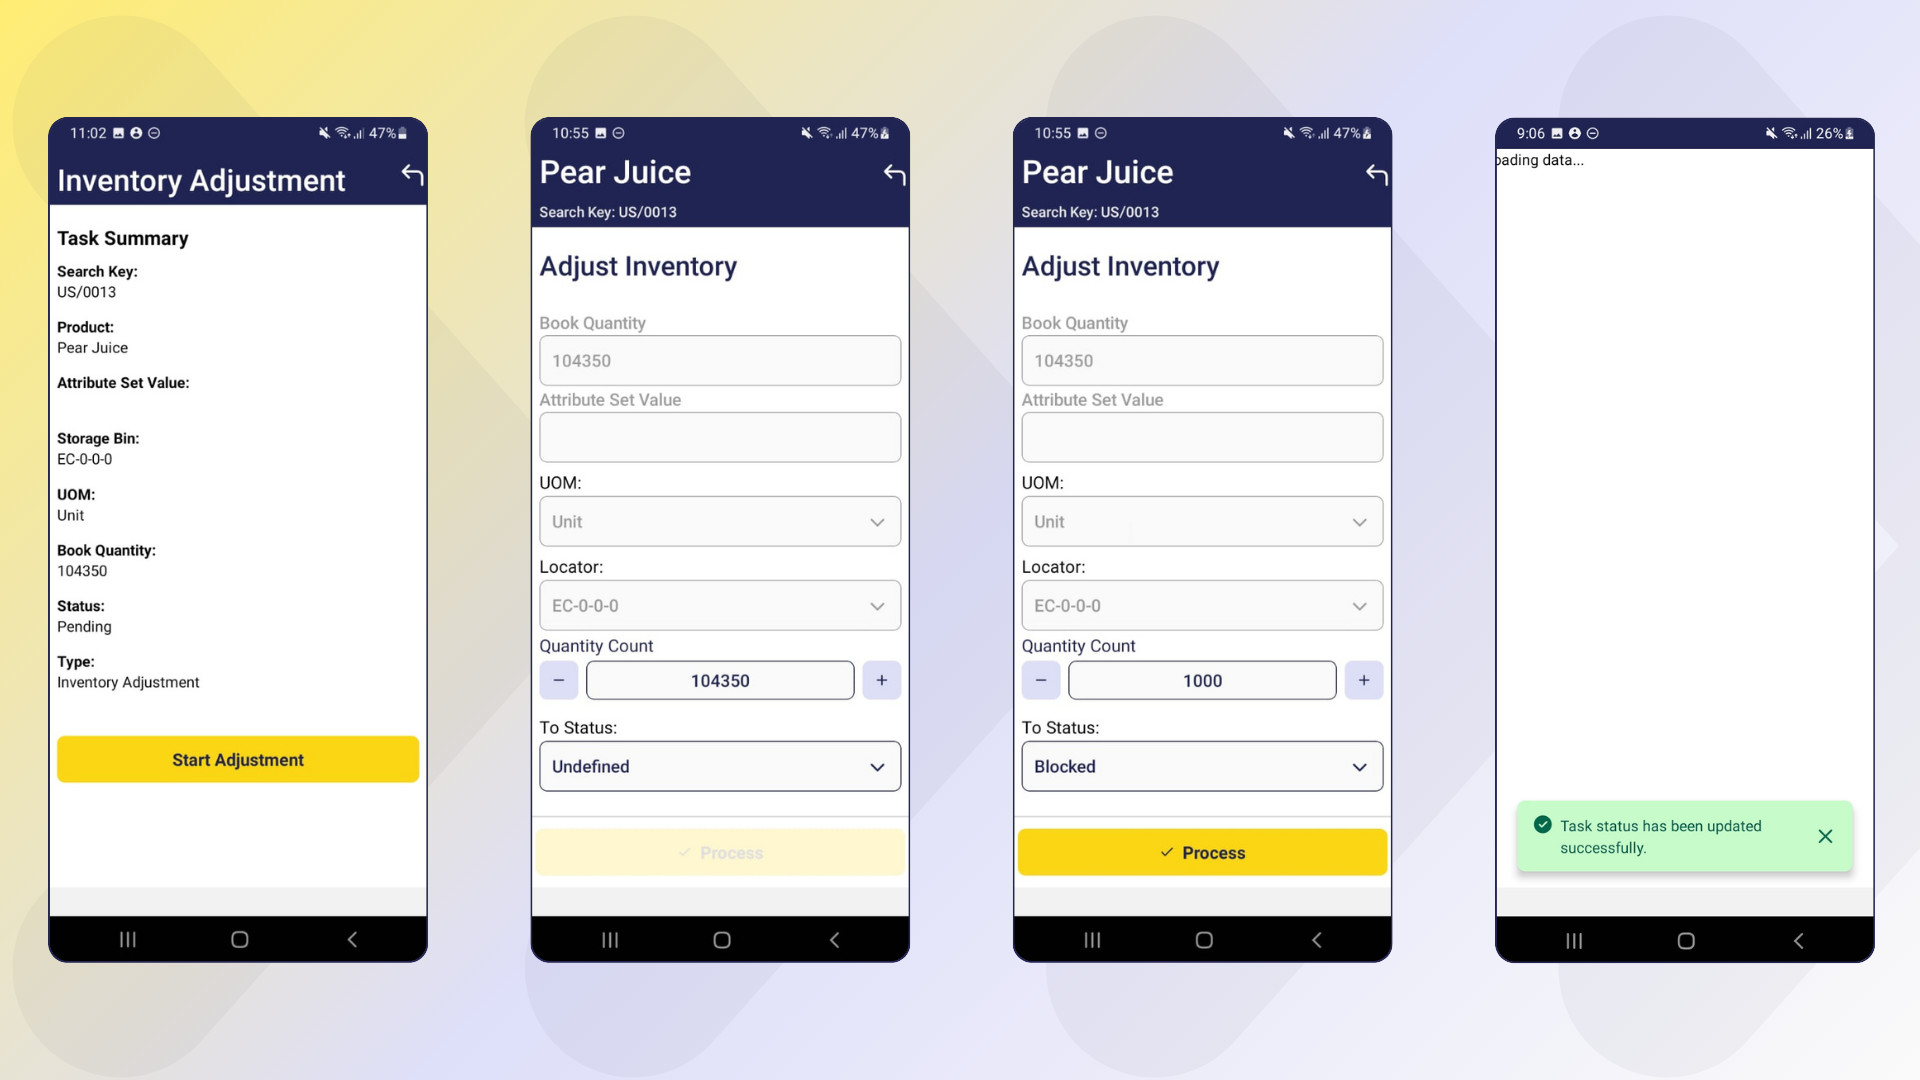 11:02
47%
Inventory Adjustment
Task Summary
Search Key:
US/0013
Product:
Pear Juice
Attribute Set Value:
Storage Bin:
EC-0-0-0
UOM:
Unit
Book Quantity:
104350
Status:
Pending
Type:
Inventory Adjustment
Start Adjustment
10:55
47%
Pear Juice
Search Key: US/0013
Adjust Inventory
Book Quantity
104350
Attribute Set Value
UOM:
Unit
Locator:
EC-0-0-0
Quantity Count
− 104350 +
To Status:
Undefined
Process
10:55
47%
Pear Juice
Search Key: US/0013
Adjust Inventory
Book Quantity
104350
Attribute Set Value
UOM:
Unit
Locator:
EC-0-0-0
Quantity Count
− 1000 +
To Status:
Blocked
Process
9:06
26%
oading data...
Task status has been updated
successfully.